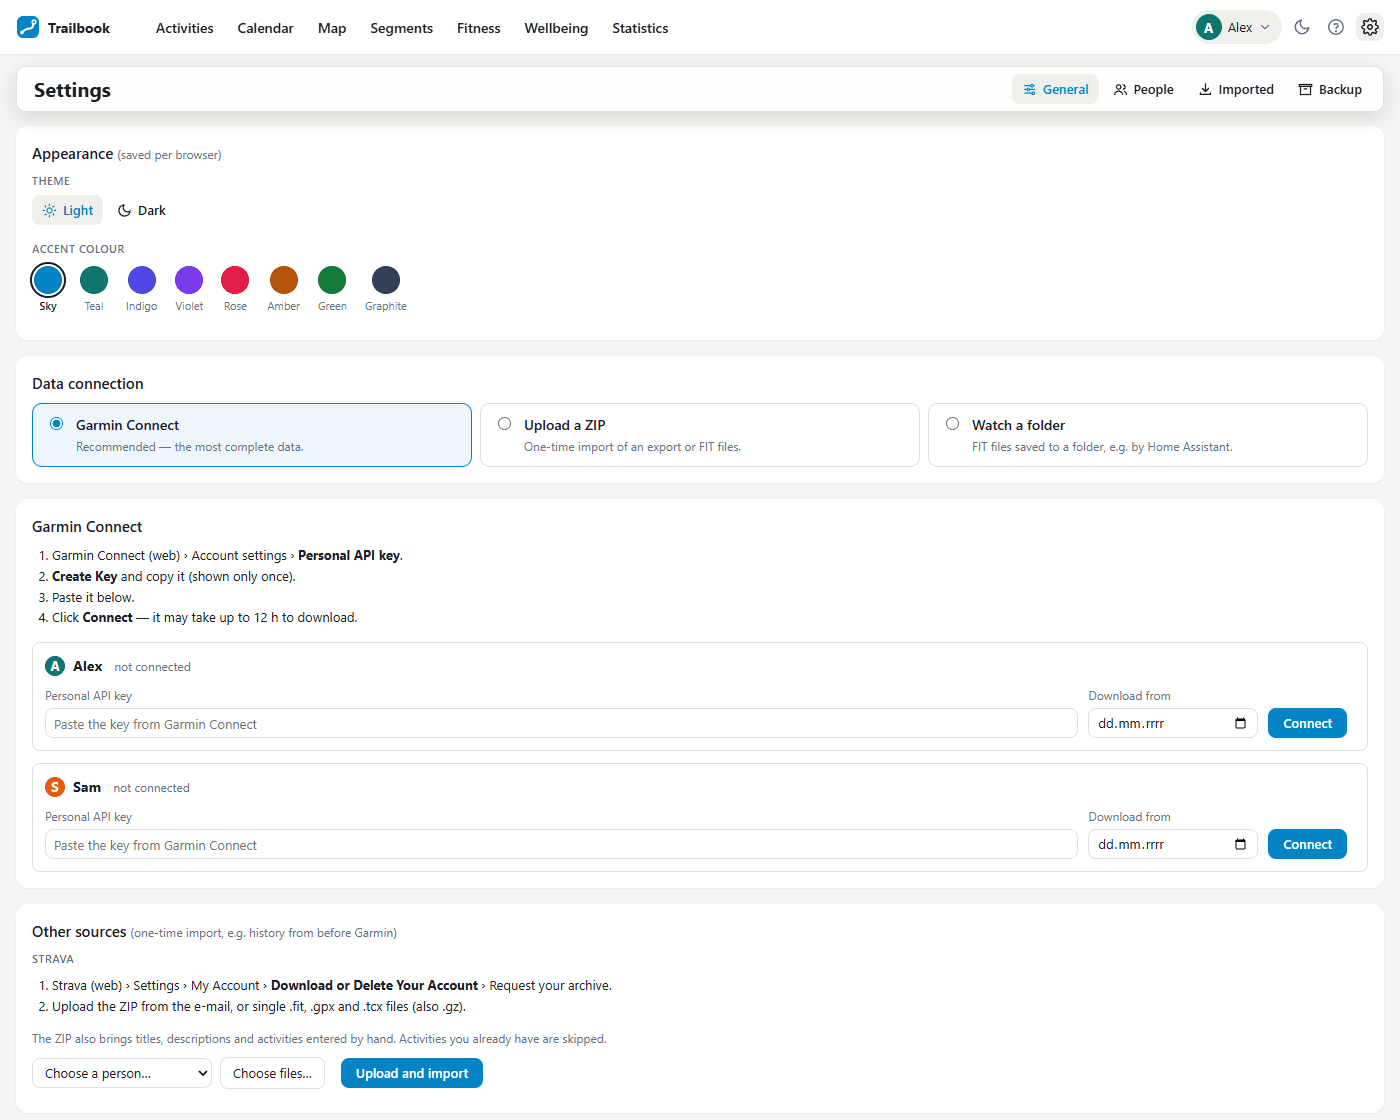 Trailbook
Activities
Calendar
Map
Segments
Fitness
Wellbeing
Statistics
A
Alex
Settings
General
People
Imported
Backup
Appearance (saved per browser)
THEME
Light
Dark
ACCENT COLOUR
Sky
Teal
Indigo
Violet
Rose
Amber
Green
Graphite
Data connection
Garmin Connect
Recommended — the most complete data.
Upload a ZIP
One-time import of an export or FIT files.
Watch a folder
FIT files saved to a folder, e.g. by Home Assistant.
Garmin Connect
1. Garmin Connect (web) › Account settings › Personal API key.
2. Create Key and copy it (shown only once).
3. Paste it below.
4. Click Connect — it may take up to 12 h to download.
A Alex not connected
Personal API key
Download from
Paste the key from Garmin Connect
dd.mm.rrrr
Connect
S Sam not connected
Personal API key
Download from
Paste the key from Garmin Connect
dd.mm.rrrr
Connect
Other sources (one-time import, e.g. history from before Garmin)
STRAVA
1. Strava (web) › Settings › My Account › Download or Delete Your Account › Request your archive.
2. Upload the ZIP from the e-mail, or single .fit, .gpx and .tcx files (also .gz).
The ZIP also brings titles, descriptions and activities entered by hand. Activities you already have are skipped.
Choose a person...
Choose files...
Upload and import